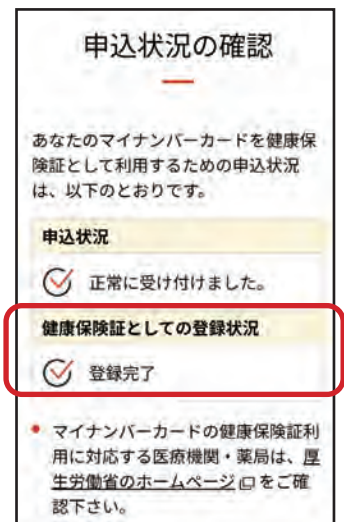 申込状況の確認
あなたのマイナンバーカードを健康保
険証として利用するための申込状況
は、以下のとおりです。
申込状況
正常に受け付けました。
健康保険証としての登録状況
登録完了
• マイナンバーカードの健康保険証利
用に対応する医療機関・薬局は、厚
生労働省のホームページをご確
認下さい。